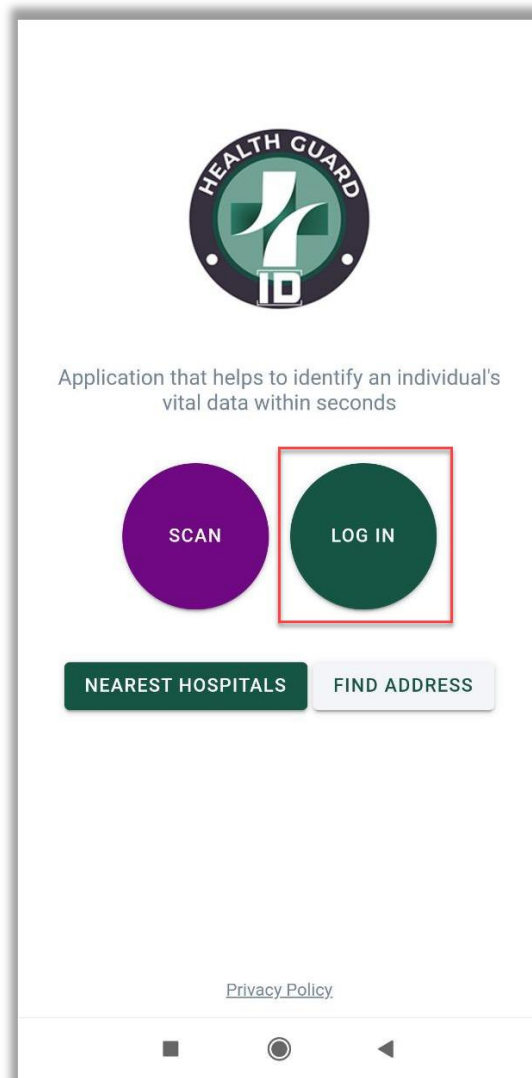 HEALTH GUARD
ID
Application that helps to identify an individual's
vital data within seconds
SCAN
LOG IN
NEAREST HOSPITALS
FIND ADDRESS
Privacy Policy